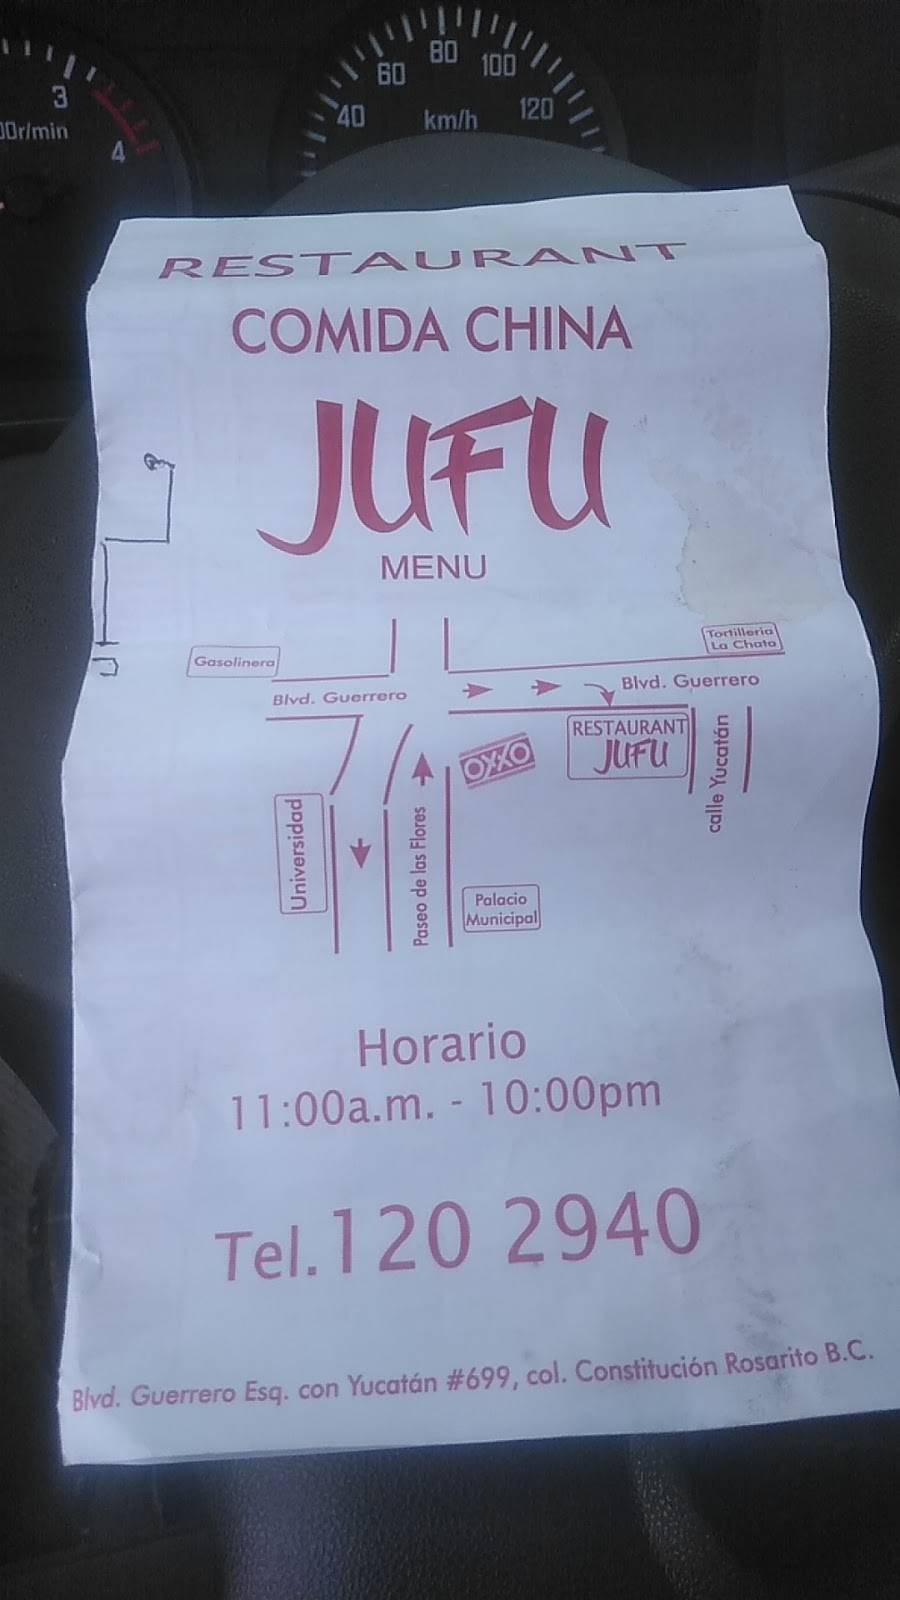 3
00r/min
4
40
60
80
100
120
km/h
RESTAURANT
COMIDA CHINA
JUFU
MENU
Gasolinera
Tortilleria
La Chata
Blvd. Guerrero
Blvd. Guerrero
OXXO
RESTAURANT
JUFU
calle Yucatán
Universidad
Paseo de las Flores
Palacio
Municipal
Horario
11:00a.m. - 10:00pm
Tel.120 2940
Blvd. Guerrero Esq. con Yucatán #699, col. Constitución Rosarito B.C.